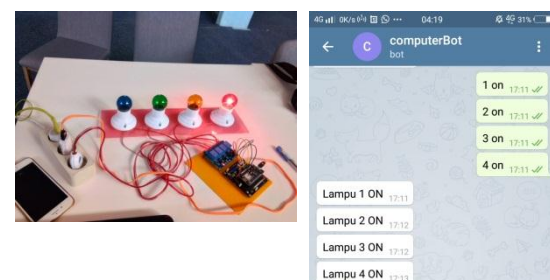 4G 0K/s ... 04:19 4G 31%
C computerBot
bot
1 on 17:11
2 on 17:11
3 on 17:11
4 on 17:11
Lampu 1 ON 17:11
Lampu 2 ON 17:12
Lampu 3 ON 17:12
Lampu 4 ON 17:13